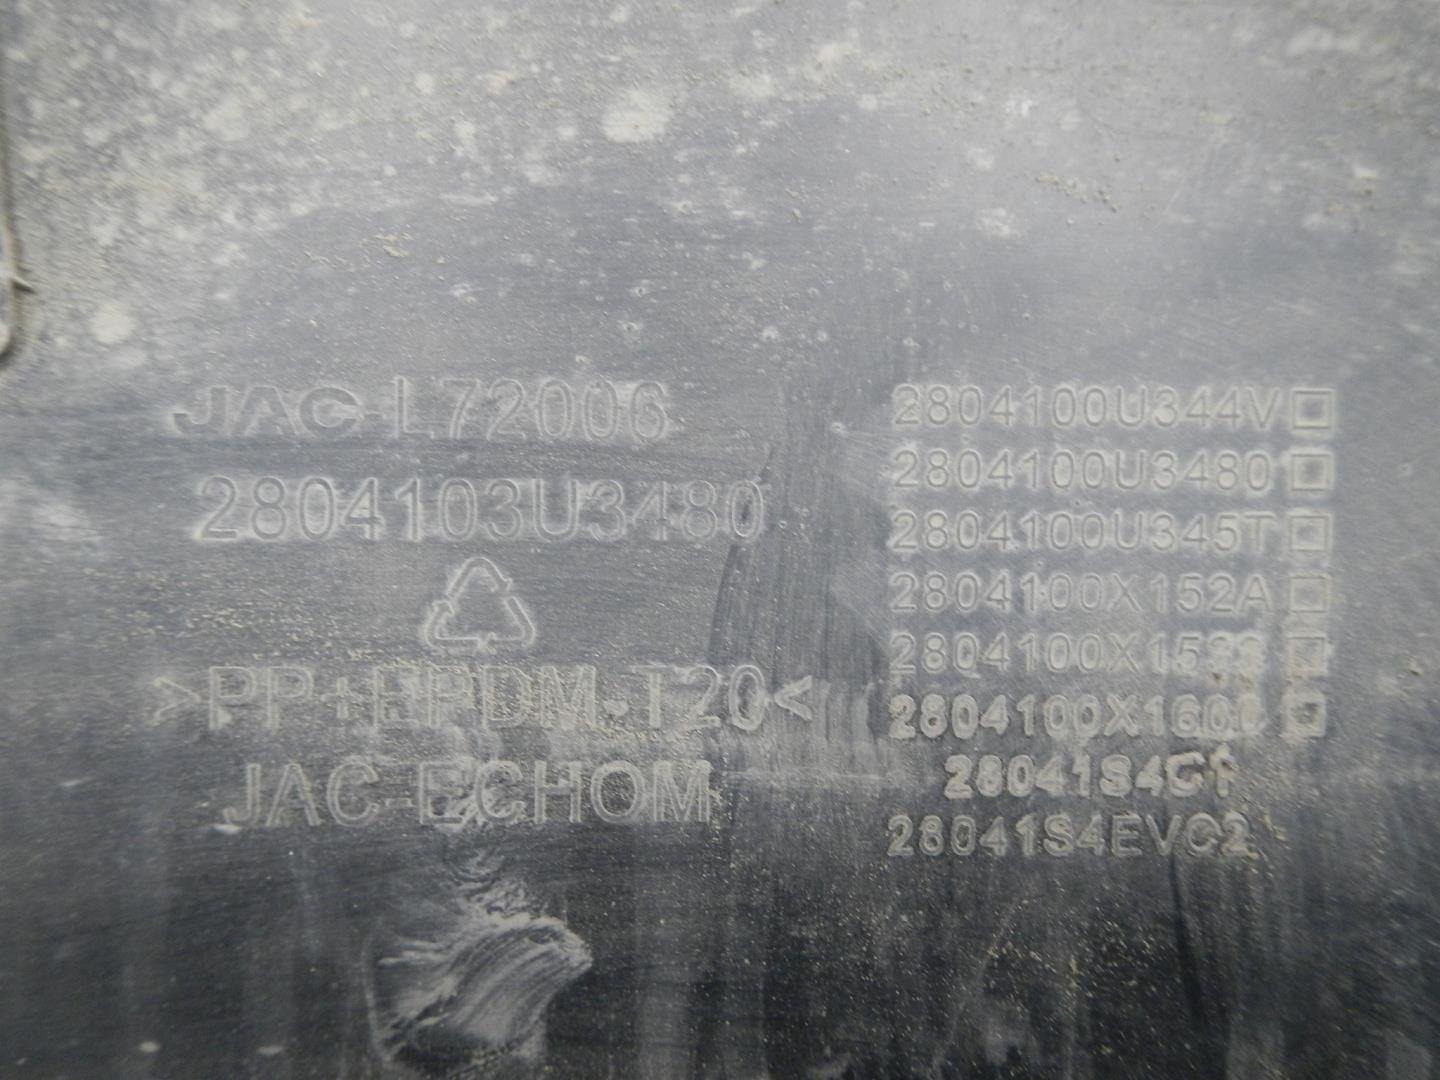 JAC-L72006
2804103U3480
>PP+EPDM-T20<
JAC-ECHOM
2804100U344V
2804100U3480
2804100U345T
2804100X152A
28041S4EVC2